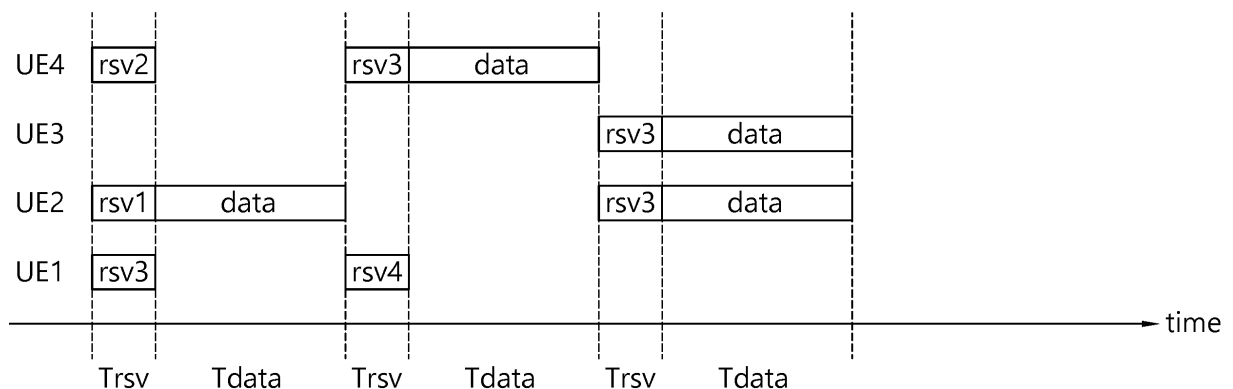 UE4 rsv2 rsv3 data
UE3 rsv3 data
UE2 rsv1 data rsv3 data
UE1 rsv3 rsv4
time
Trsv Tdata Trsv Tdata Trsv Tdata